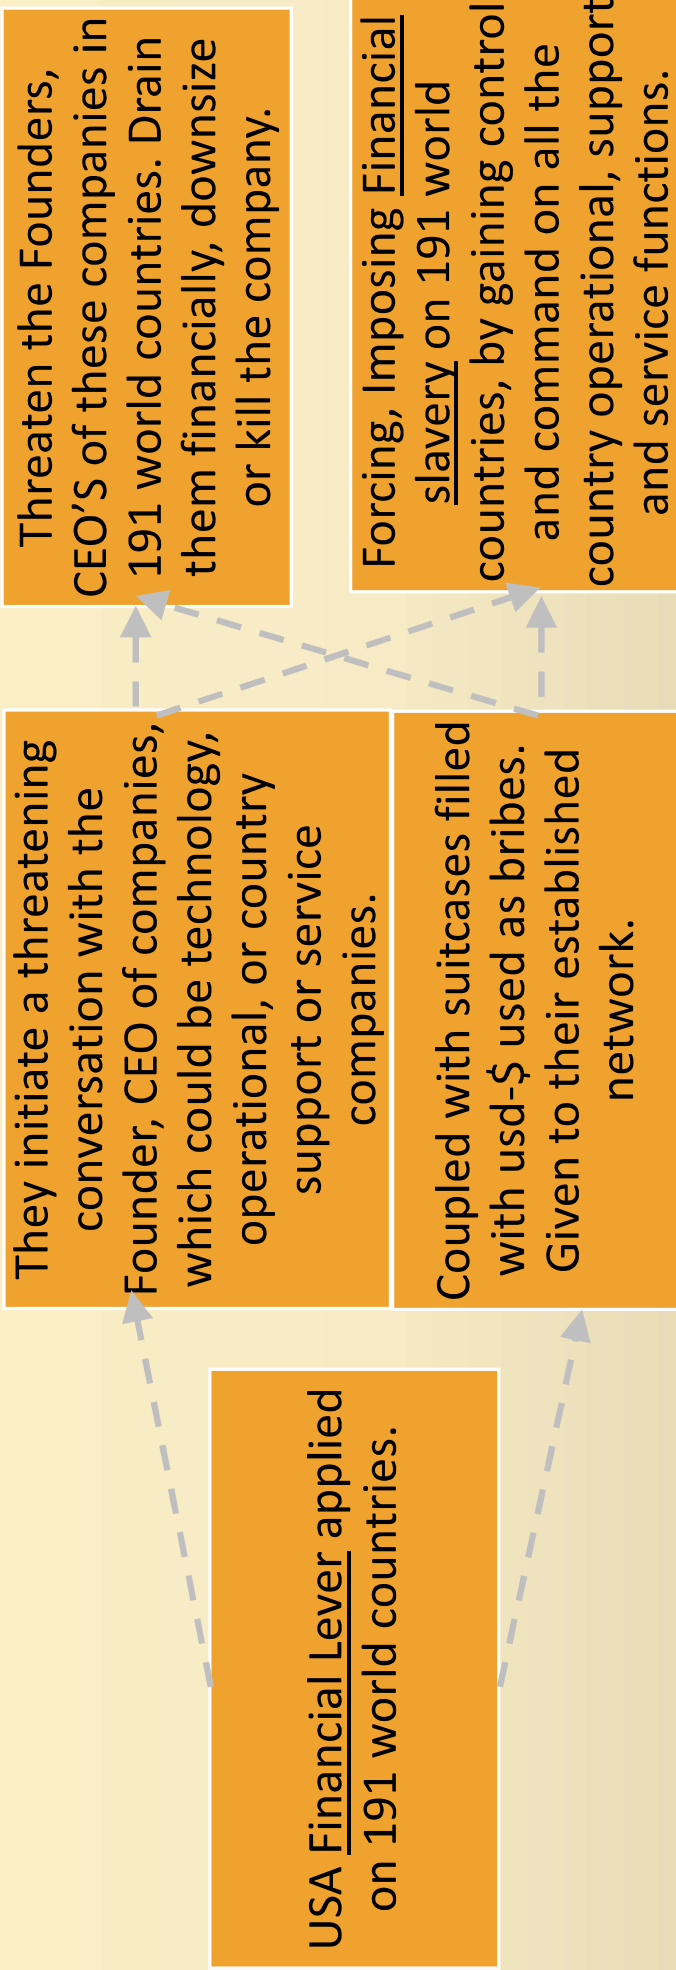 USA Financial Lever applied
on 191 world countries.
They initiate a threatening
conversation with the
Founder, CEO of companies,
which could be technology,
operational, or country
support or service
companies.
Coupled with suitcases filled
with usd-$ used as bribes.
Given to their established
network.
Threaten the Founders,
CEO’S of these companies in
191 world countries. Drain
them financially, downsize
or kill the company.
Forcing, Imposing Financial
slavery on 191 world
countries, by gaining control
and command on all the
country operational, support
and service functions.